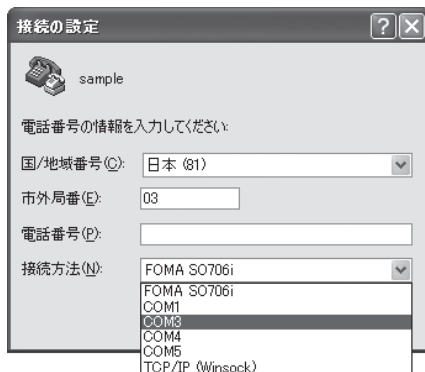 接続の設定
sample
電話番号の情報を入力してください:
国/地域番号(C): 日本 (81)
市外局番(E): 03
電話番号(P):
接続方法(N): FOMA SO706i
FOMA SO706i
COM1
COM3
COM4
COM5
TCP/IP (Winsock)